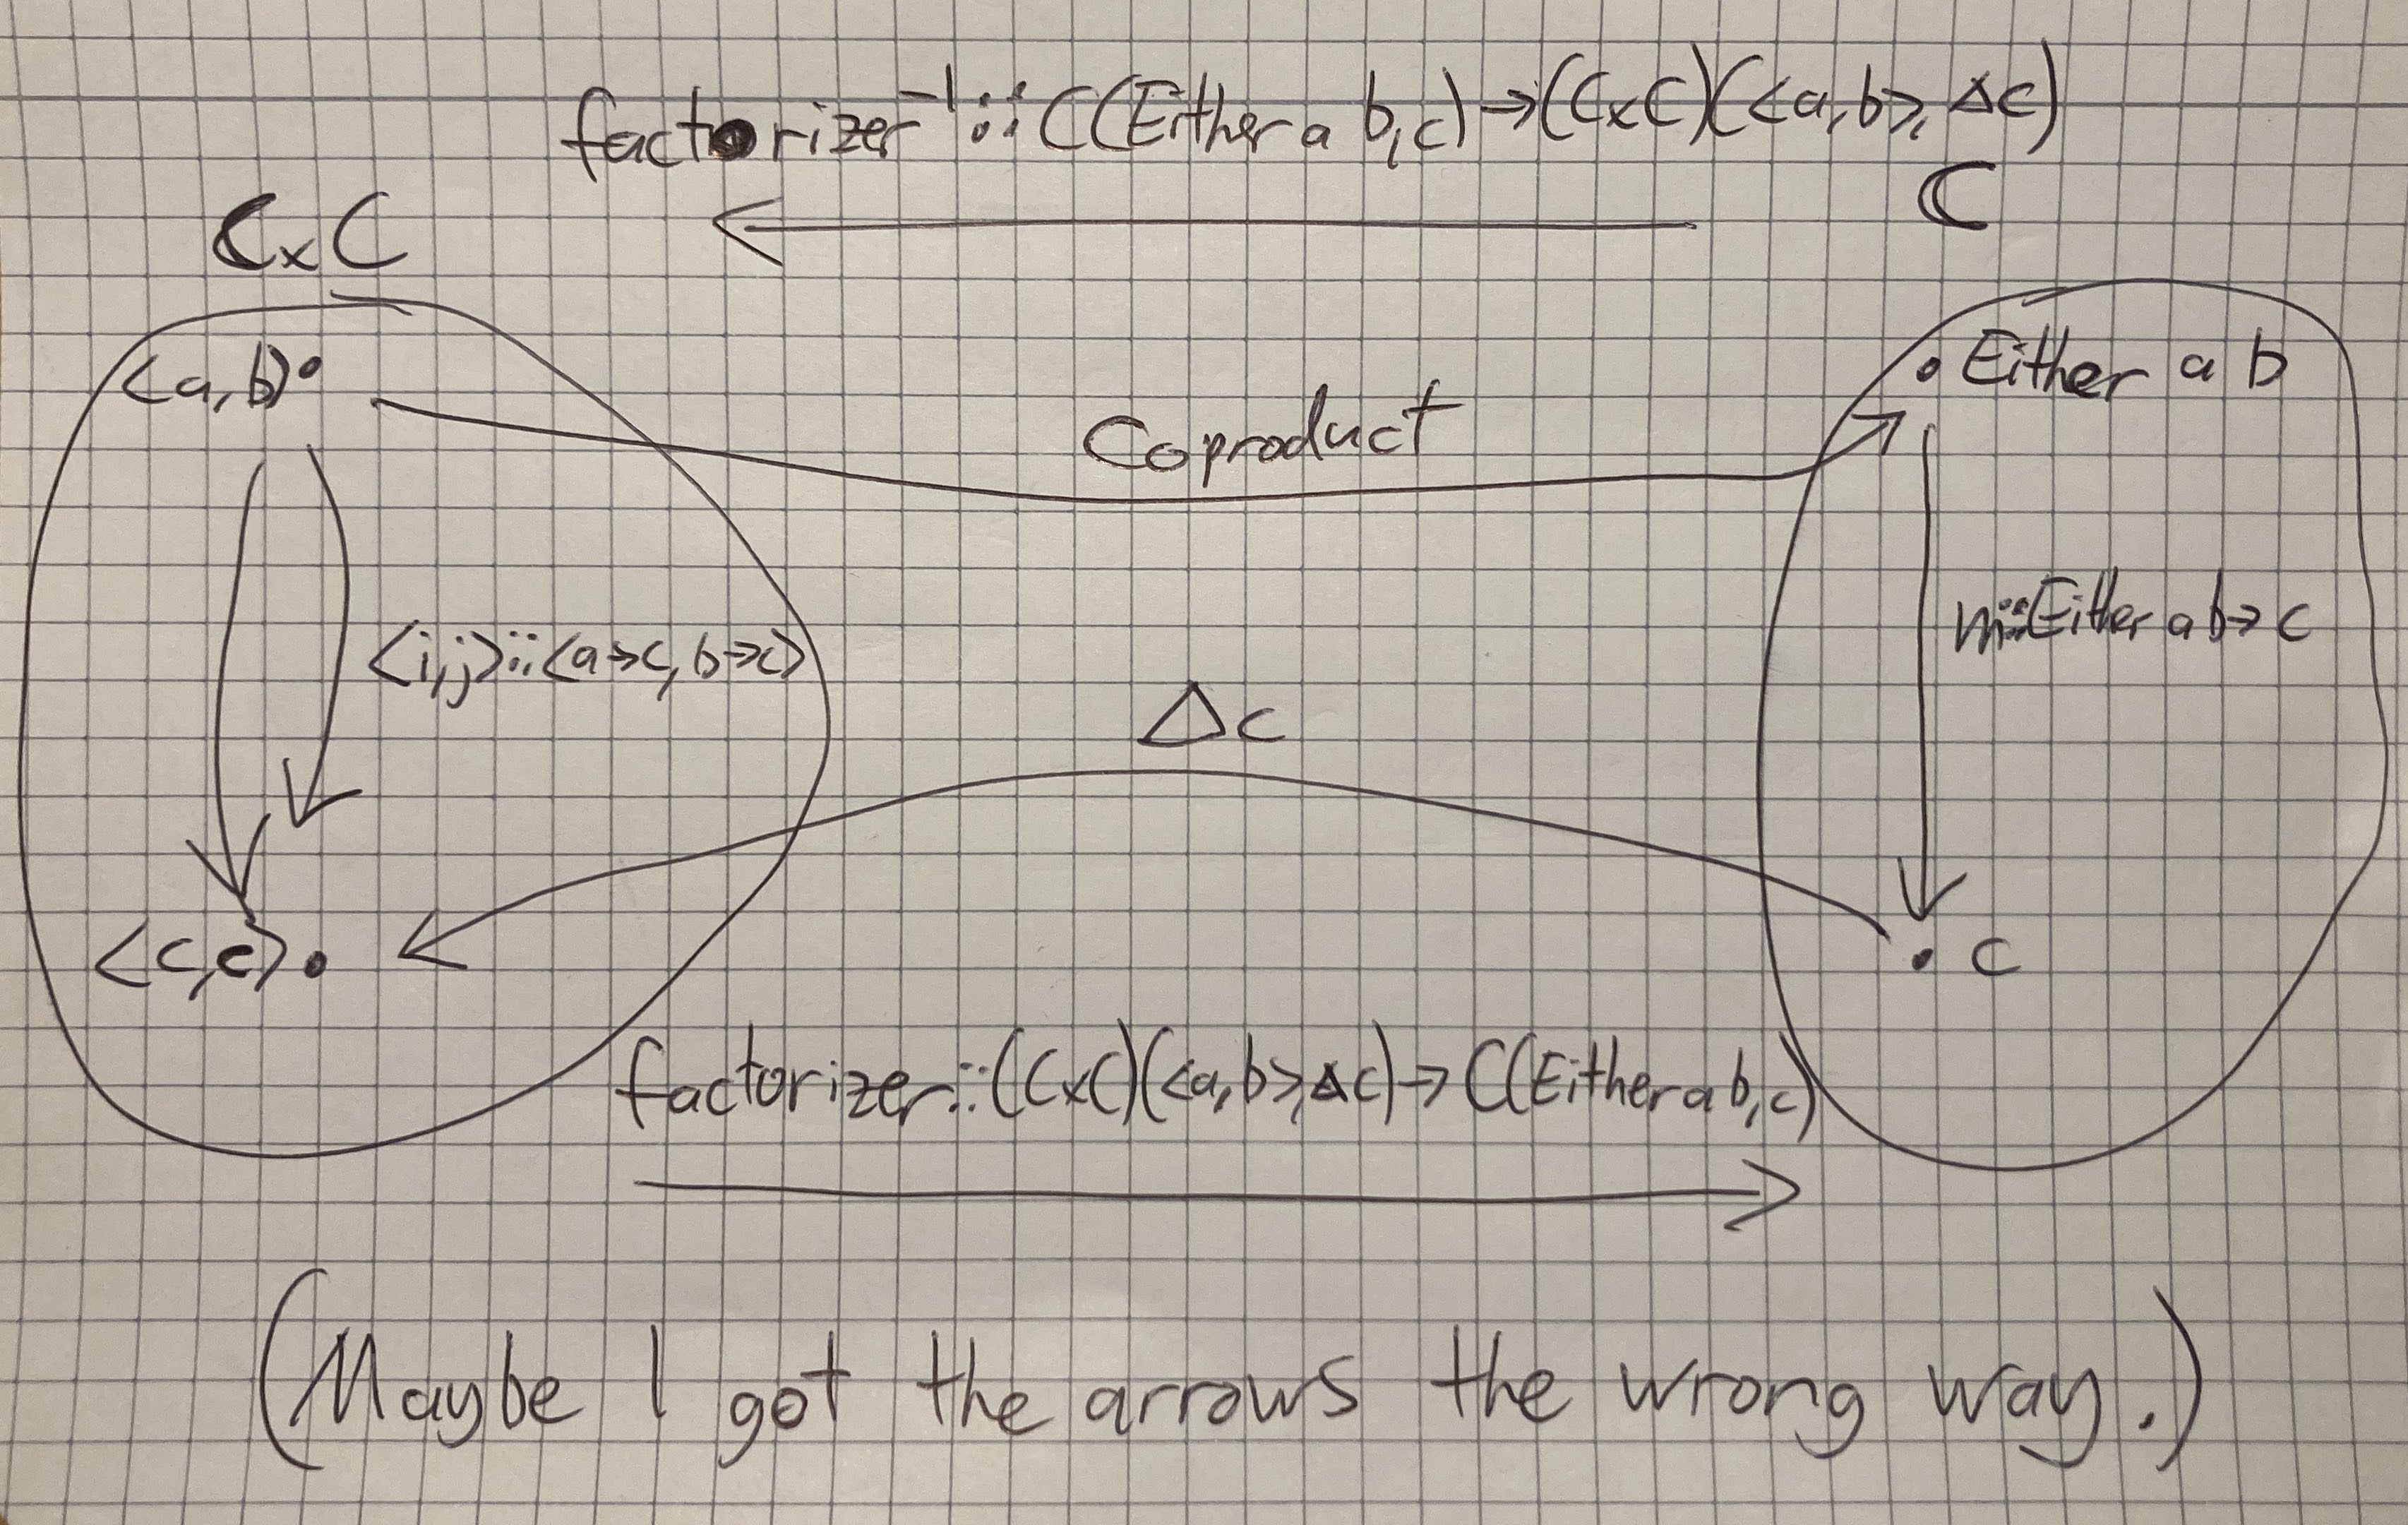 factorizer⁻¹::C(Either a b,c)→(C×C)(<a,b>,Δc)
C×C
C
<a,b>
Either a b
Coproduct
<i,j>::<a→c,b→c>
m::Either a b→c
Δc
<c,c>
c
factorizer::(C×C)(<a,b>,Δc)→C(Either a b,c)
(Maybe I got the arrows the wrong way.)